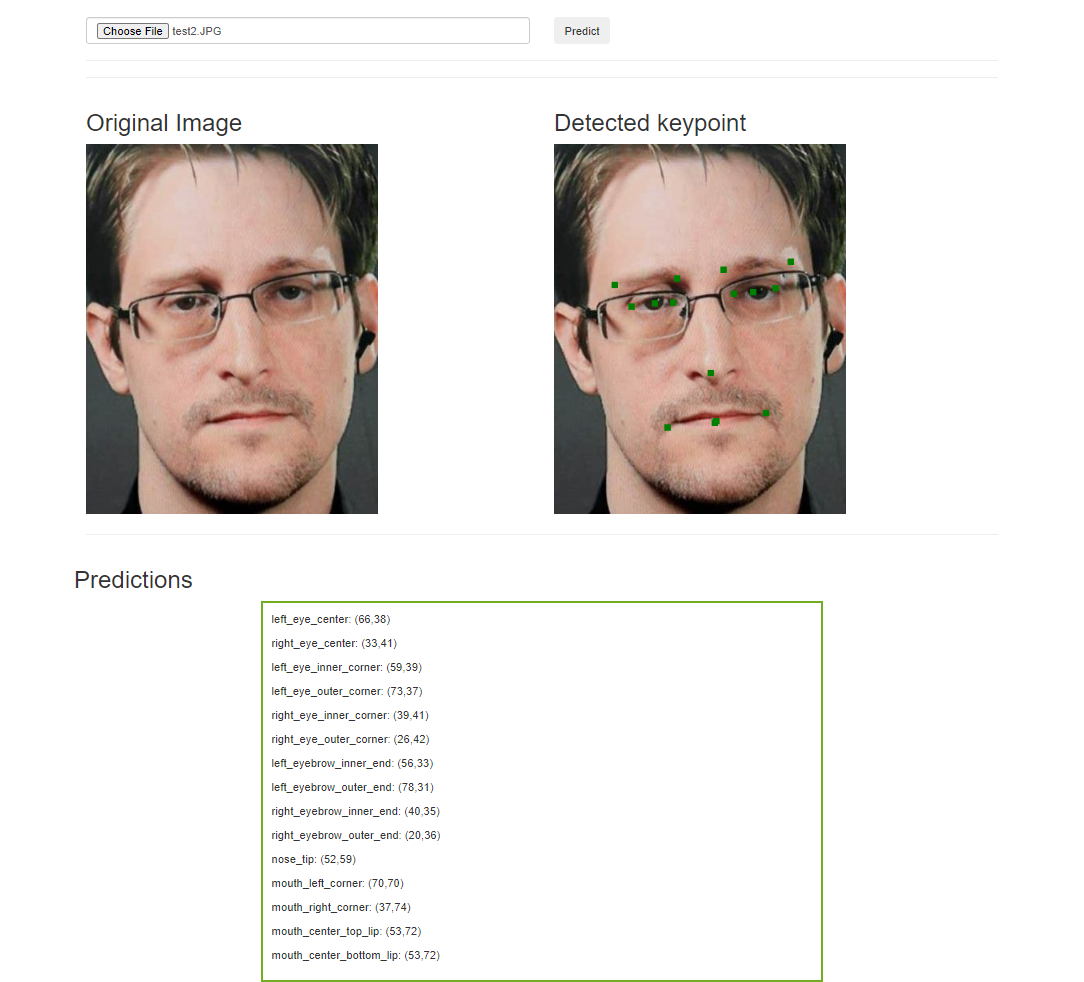 Choose File test2.JPG Predict
Original Image Detected keypoint
Predictions
left_eye_center: (66,38)
right_eye_center: (33,41)
left_eye_inner_corner: (59,39)
left_eye_outer_corner: (73,37)
right_eye_inner_corner: (39,41)
right_eye_outer_corner: (26,42)
left_eyebrow_inner_end: (56,33)
left_eyebrow_outer_end: (78,31)
right_eyebrow_inner_end: (40,35)
right_eyebrow_outer_end: (20,36)
nose_tip: (52,59)
mouth_left_corner: (70,70)
mouth_right_corner: (37,74)
mouth_center_top_lip: (53,72)
mouth_center_bottom_lip: (53,72)